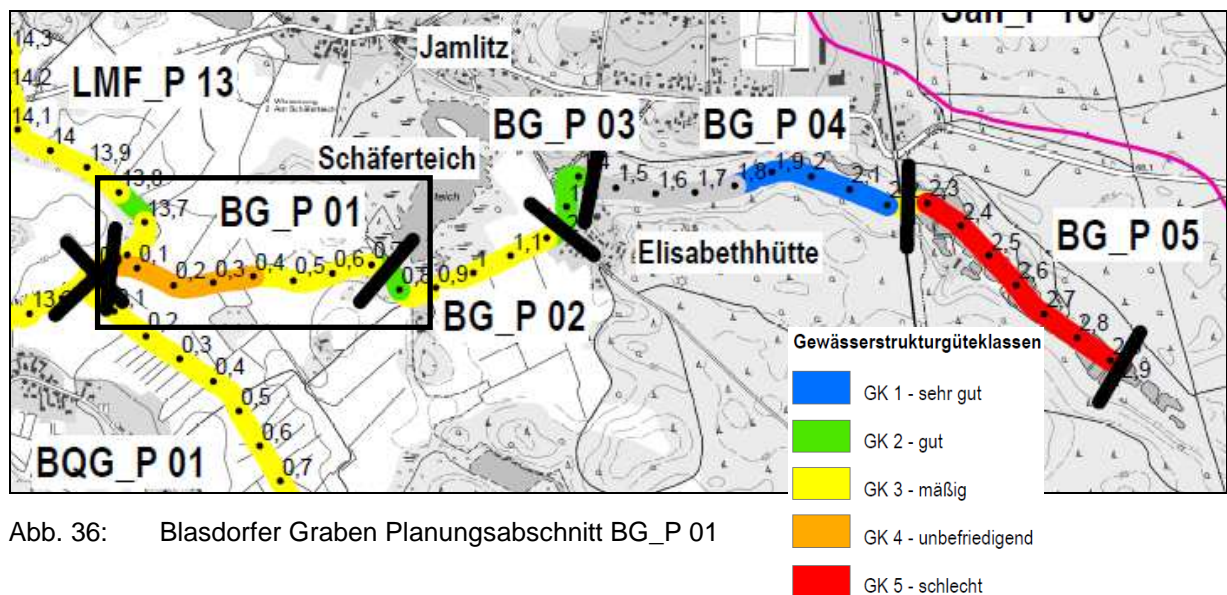 14,3
14,2
14,1
14
13,9
13,8
13,7
LMF_P 13
Jamlitz
Schäferteich
BG_P 03
BG_P 04
BG_P 01
0,1
0,2
0,3
0,4
0,5
0,6
0,7
0,8
0,9
1
1,1
BG_P 02
Elisabethhütte
1,5
1,6
1,7
1,8
1,9
2
2,1
2,3
2,4
2,5
2,6
2,7
2,8
2,9
BG_P 05
0,2
0,3
0,4
0,5
0,6
0,7
BQG_P 01
Gewässerstrukturgüteklassen
GK 1 - sehr gut
GK 2 - gut
GK 3 - mäßig
GK 4 - unbefriedigend
GK 5 - schlecht
Abb. 36: Blasdorfer Graben Planungsabschnitt BG_P 01